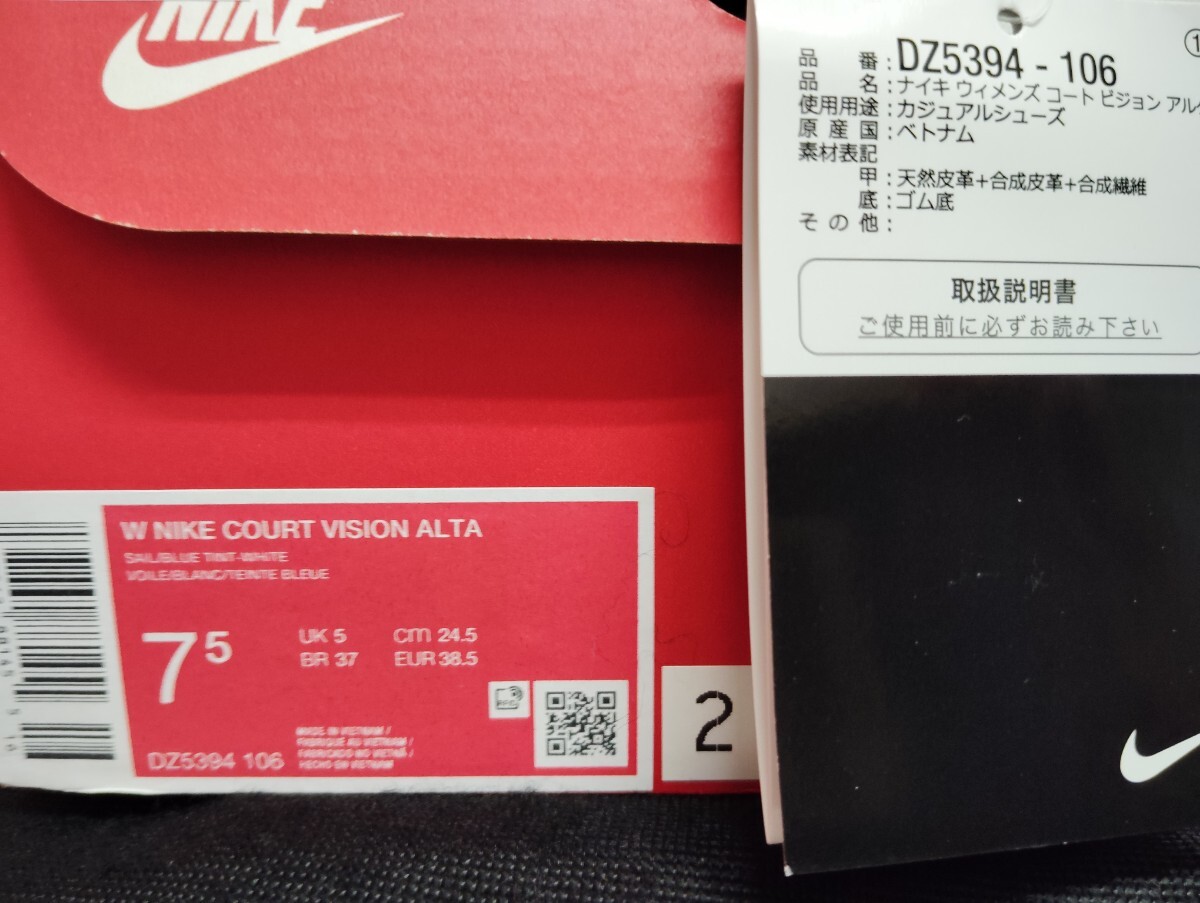 NIKE
W NIKE COURT VISION ALTA
SAIL/BLUE TINT-WHITE
VOILE/BLANC/TEINTE BLEUE
7 5
UK 5 cm 24.5
BR 37 EUR 38.5
MADE IN VIETNAM /
FABRIQUÉ AU VIETNAM /
FABRICADO NO VIETNÃ /
HECHO EN VIETNAM
DZ5394 106
2
①
品 番 : DZ5394 - 106
品 名 : ナイキ ウィメンズ コート ビジョン アル
使用用途 : カジュアルシューズ
原 産 国 : ベトナム
素材表記
甲 : 天然皮革+合成皮革+合成繊維
底 : ゴム底
そ の 他 :
取扱説明書
ご使用前に必ずお読み下さい